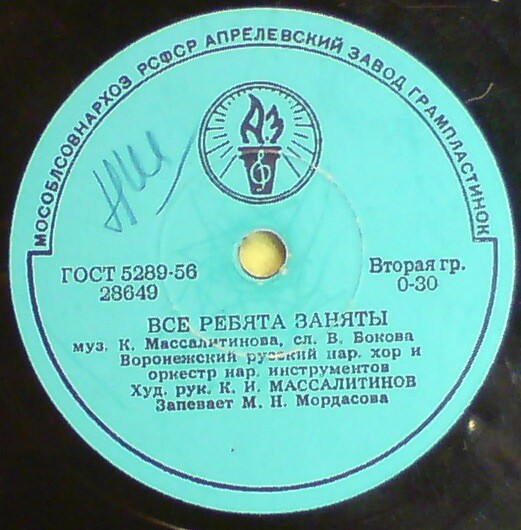 МОСОБЛСОВНАРХОЗ РСФСР АПРЕЛЕВСКИЙ ЗАВОД ГРАМПЛАСТИНОК
А.З
ГОСТ 5289-56
28649
Вторая гр.
0-30
ВСЕ РЕБЯТА ЗАНЯТЫ
муз. К. Массалитинова, сл. В. Бокова
Воронежский русский нар. хор и
оркестр нар. инструментов
Худ. рук. К. И. МАССАЛИТИНОВ
Запевает М. Н. Мордасова